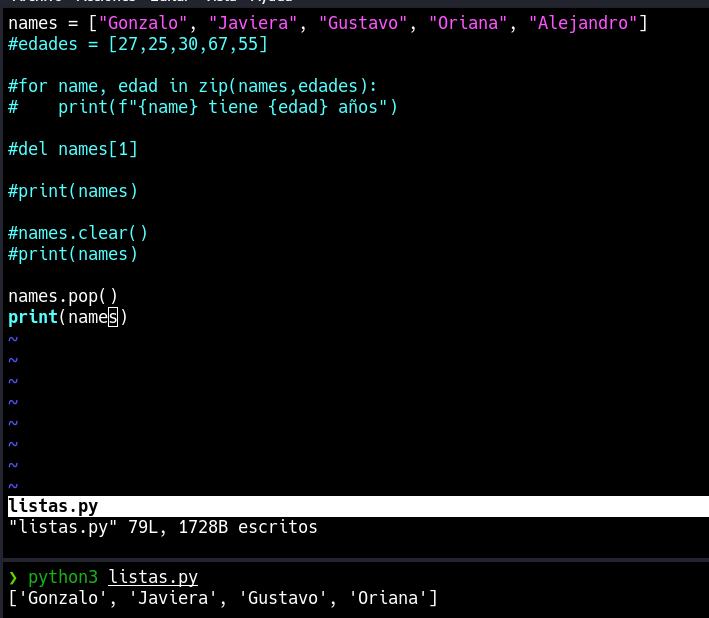 names = ["Gonzalo", "Javiera", "Gustavo", "Oriana", "Alejandro"]
#edades = [27,25,30,67,55]
#for name, edad in zip(names,edades):
#    print(f"{name} tiene {edad} años")
#del names[1]
#print(names)
#names.clear()
#print(names)
names.pop()
print(names)
~
~
~
~
~
~
~
~
listas.py
"listas.py" 79L, 1728B escritos
❯ python3 listas.py
['Gonzalo', 'Javiera', 'Gustavo', 'Oriana']